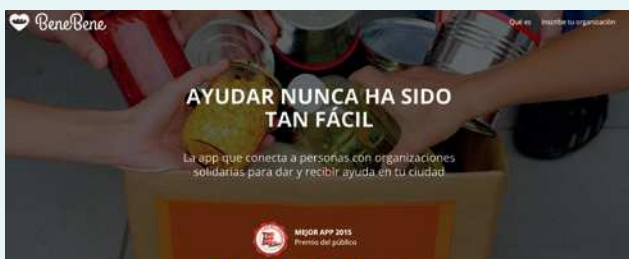 BeneBene
Qué es Inscribe tu organización
AYUDAR NUNCA HA SIDO
TAN FÁCIL
La app que conecta a personas con organizaciones
solidarias para dar y recibir ayuda en tu ciudad
MEJOR APP 2015
Premio del público